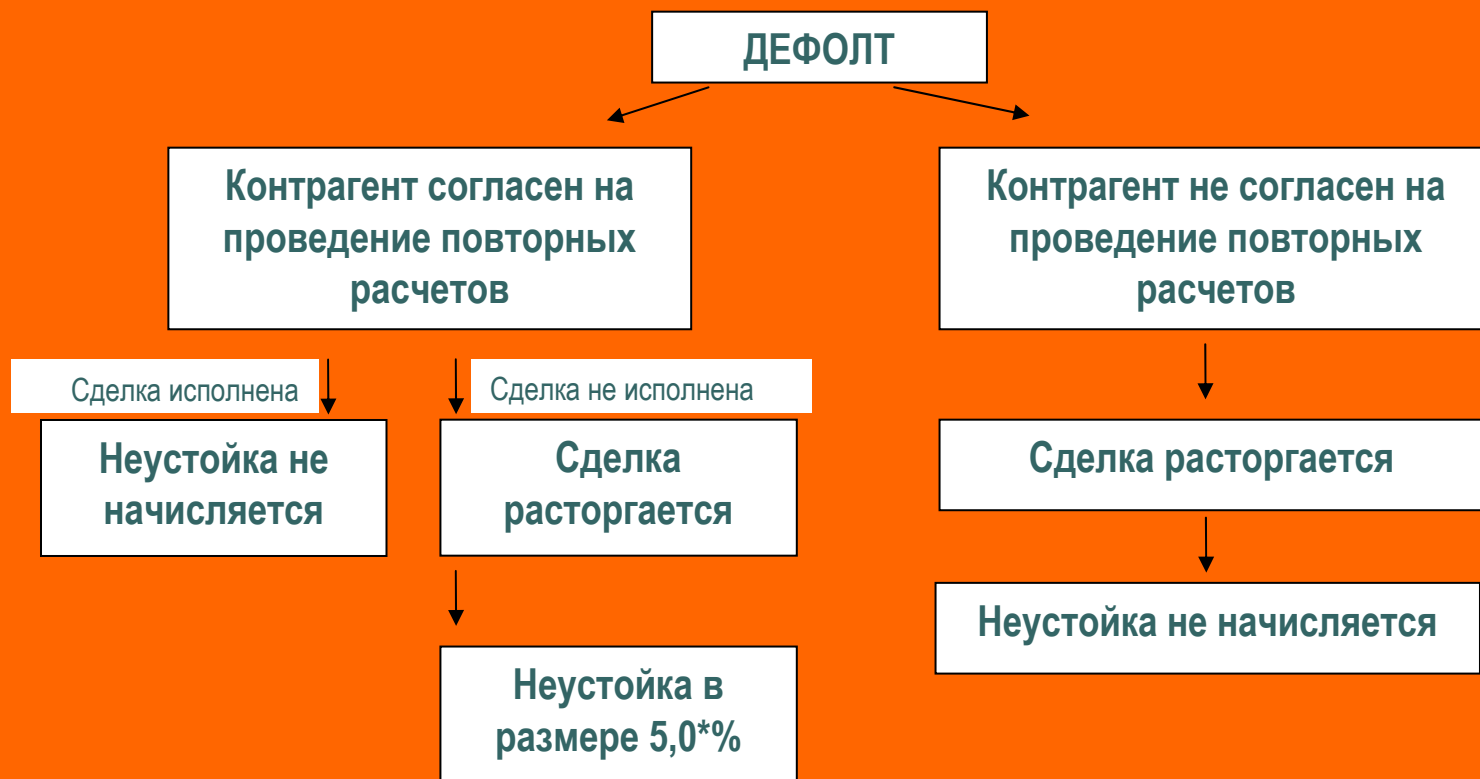 ДЕФОЛТ
Контрагент согласен на
проведение повторных
расчетов
Контрагент не согласен на
проведение повторных
расчетов
Сделка исполнена
Сделка не исполнена
Неустойка не
начисляется
Сделка
расторгается
Сделка расторгается
Неустойка не начисляется
Неустойка в
размере 5,0*%